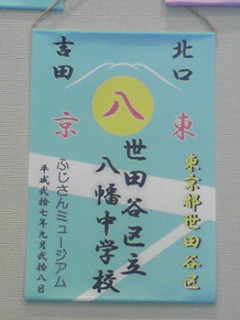 北口
吉田
八
東京
東京都世田谷区
世田谷区立
八幡中学校
ふじさんミュージアム
平成弐拾七年九月弐拾八日